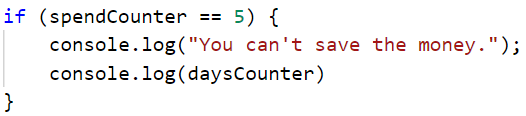 if (spendCounter == 5) {
    console.log("You can't save the money.");
    console.log(daysCounter)
}